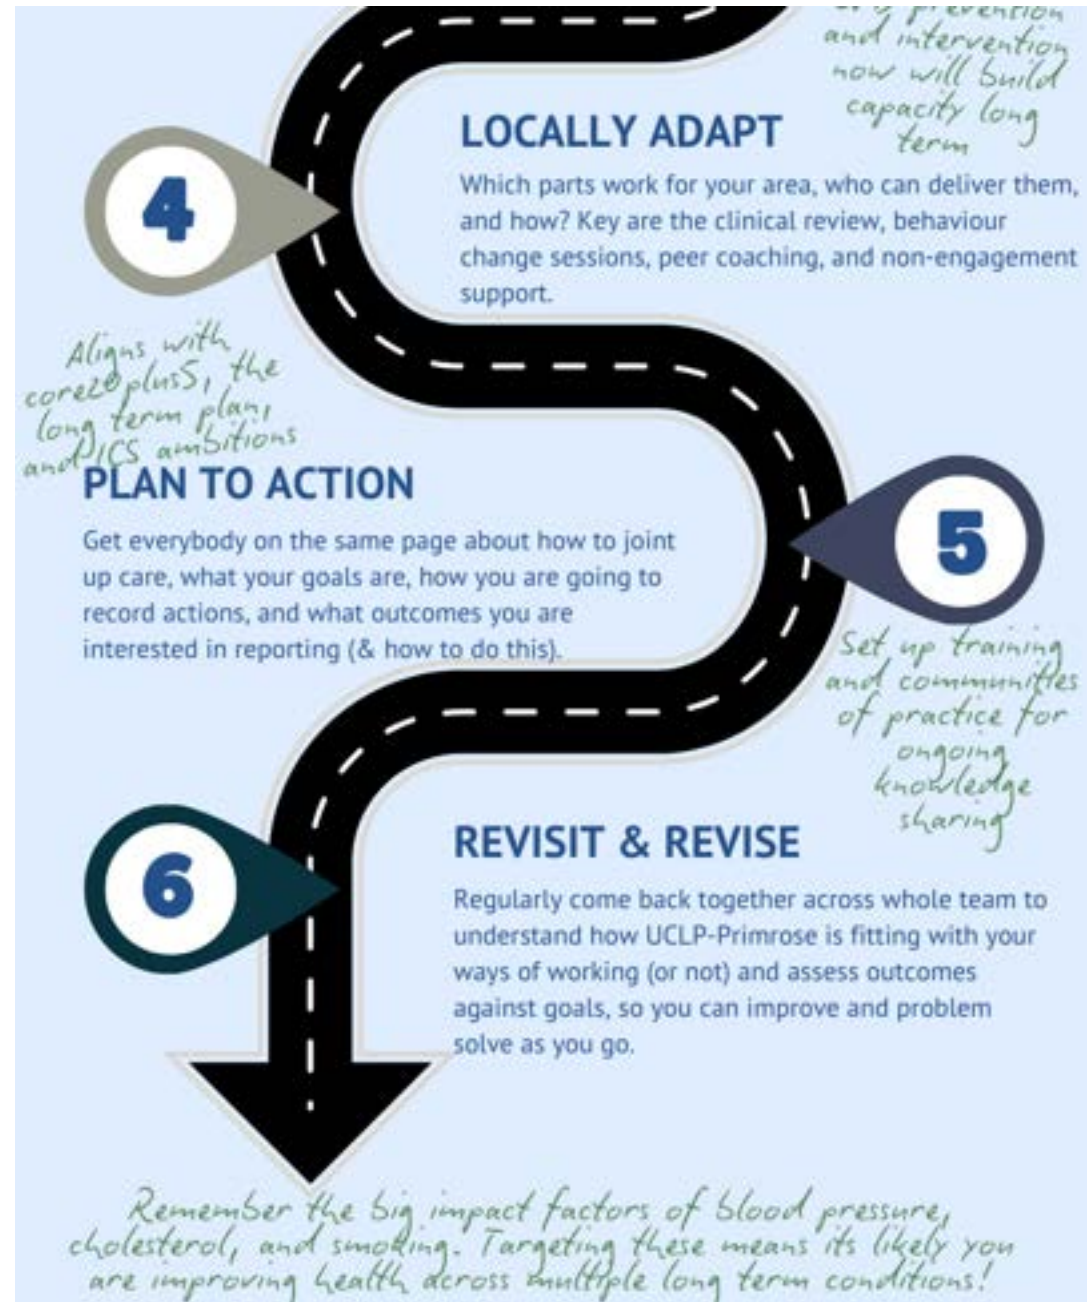 prevention
and intervention
now will build
capacity long
term
LOCALLY ADAPT
4
Which parts work for your area, who can deliver them,
and how? Key are the clinical review, behaviour
change sessions, peer coaching, and non-engagement
support.
Aligns with
core20plus5, the
long term plan,
and ICS ambitions
PLAN TO ACTION
5
Get everybody on the same page about how to joint
up care, what your goals are, how you are going to
record actions, and what outcomes you are
interested in reporting (& how to do this).
Set up training
and communities
of practice for
ongoing
knowledge
sharing
REVISIT & REVISE
6
Regularly come back together across whole team to
understand how UCLP-Primrose is fitting with your
ways of working (or not) and assess outcomes
against goals, so you can improve and problem
solve as you go.
Remember the big impact factors of blood pressure,
cholesterol, and smoking. Targeting these means its likely you
are improving health across multiple long term conditions!